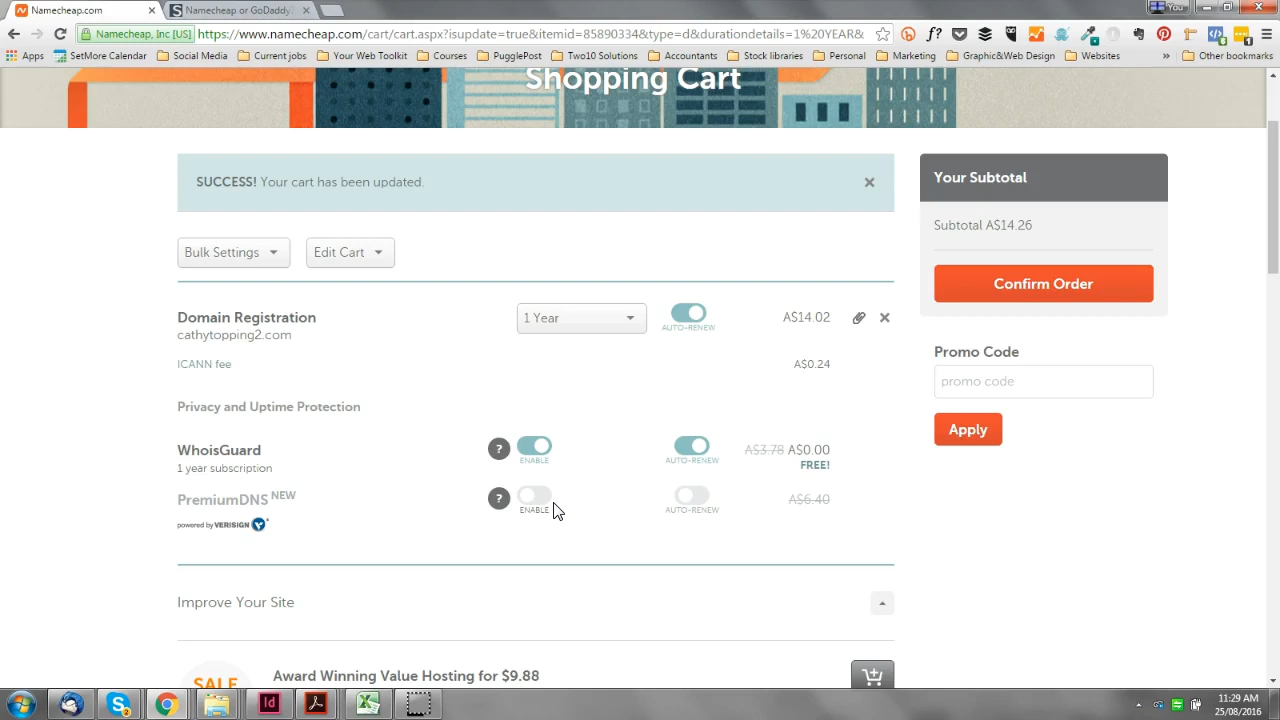 Namecheap.com
Namecheap or GoDaddy
You
Namecheap, Inc [US]
https://www.namecheap.com/cart/cart.aspx?isupdate=true&itemid=85890334&type=d&durationdetails=1%20YEAR&
Apps
SetMore Calendar
Social Media
Current jobs
Your Web Toolkit
Courses
PugglePost
Two10 Solutions
Accountants
Stock libraries
Personal
Marketing
Graphic&Web Design
Websites
»
Other bookmarks
Shopping Cart
SUCCESS! Your cart has been updated.
Your Subtotal
Subtotal A$14.26
Bulk Settings
Edit Cart
Confirm Order
Domain Registration
cathytopping2.com
1 Year
AUTO-RENEW
A$14.02
ICANN fee
A$0.24
Promo Code
promo code
Apply
Privacy and Uptime Protection
WhoisGuard
1 year subscription
?
ENABLE
AUTO-RENEW
A$3.78 A$0.00
FREE!
PremiumDNS NEW
powered by VERISIGN
?
ENABLE
AUTO-RENEW
A$6.40
Improve Your Site
SALE
Award Winning Value Hosting for $9.88
11:29 AM
25/08/2016